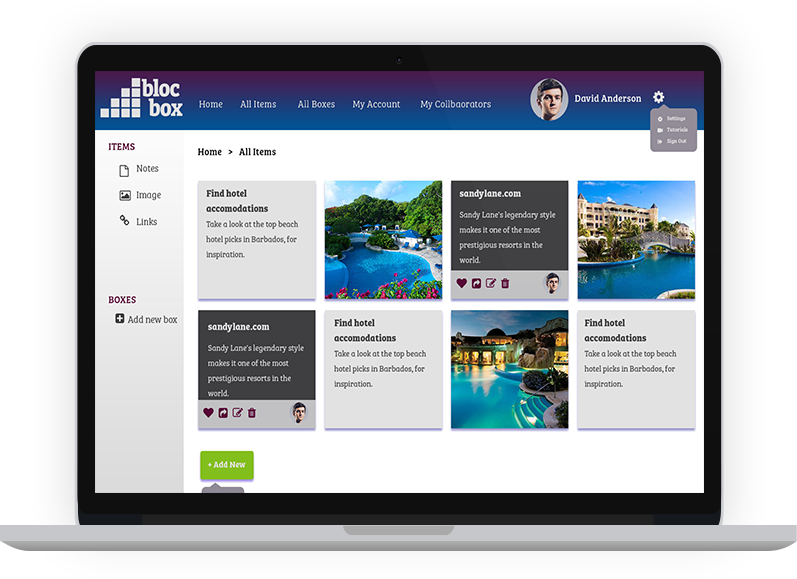 bloc
box
Home All Items All Boxes My Account My Collbaorators
David Anderson
Settings
Tutorials
Sign Out
ITEMS
Notes
Image
Links
BOXES
Add new box
Home > All Items
Find hotel
accomodations
Take a look at the top beach
hotel picks in Barbados, for
inspiration.
sandylane.com
Sandy Lane's legendary style
makes it one of the most
prestigious resorts in the
world.
sandylane.com
Sandy Lane's legendary style
makes it one of the most
prestigious resorts in the
world.
Find hotel
accomodations
Take a look at the top beach
hotel picks in Barbados, for
inspiration.
Find hotel
accomodations
Take a look at the top beach
hotel picks in Barbados, for
inspiration.
+ Add New